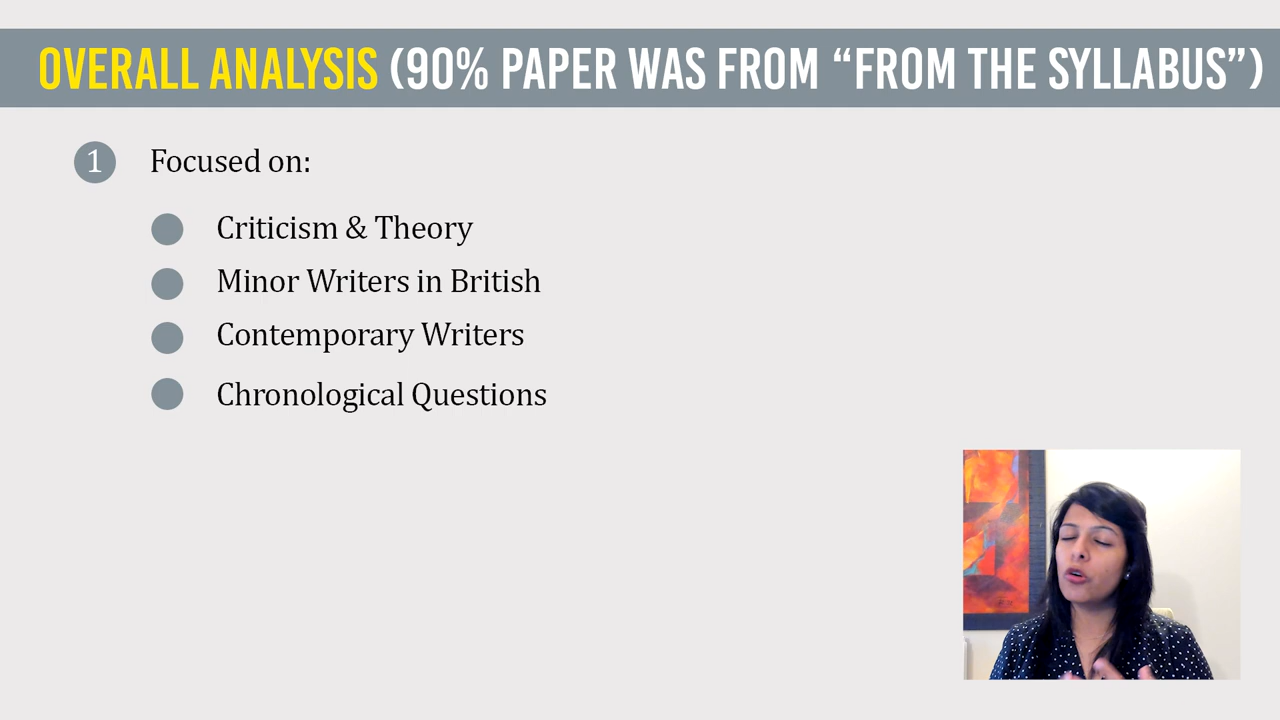 OVERALL ANALYSIS (90% PAPER WAS FROM “FROM THE SYLLABUS”)
1 Focused on:
Criticism & Theory
Minor Writers in British
Contemporary Writers
Chronological Questions